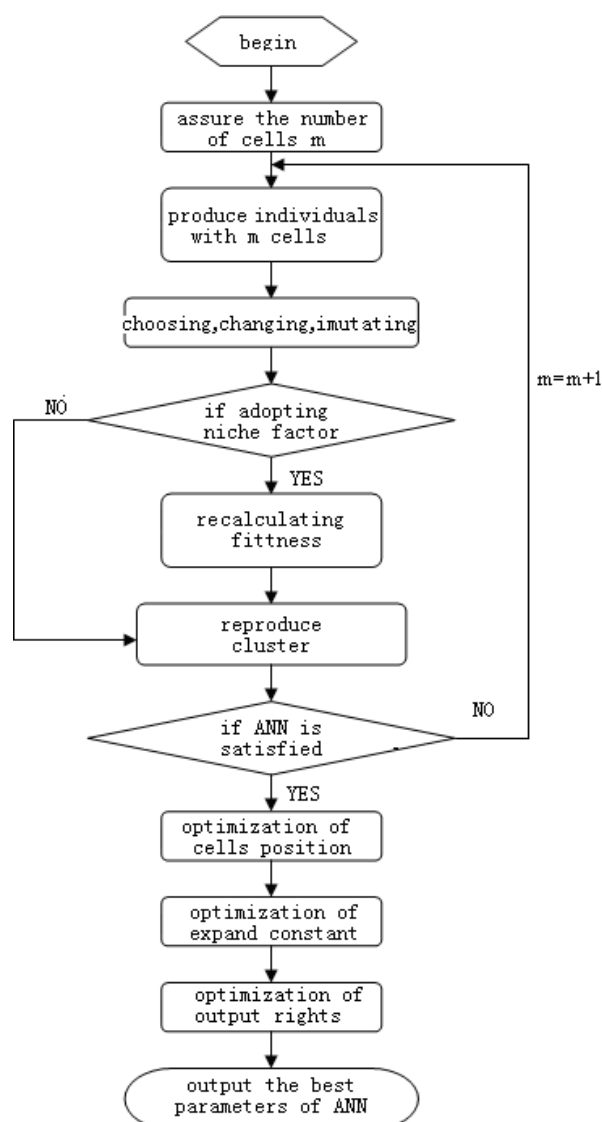 begin
assure the number
of cells m
produce individuals
with m cells
choosing,changing,imutating
m=m+1
NO
if adopting
niche factor
YES
recalculating
fittness
reproduce
cluster
NO
if ANN is
satisfied
YES
optimization of
cells position
optimization of
expand constant
optimization of
output rights
output the best
parameters of ANN